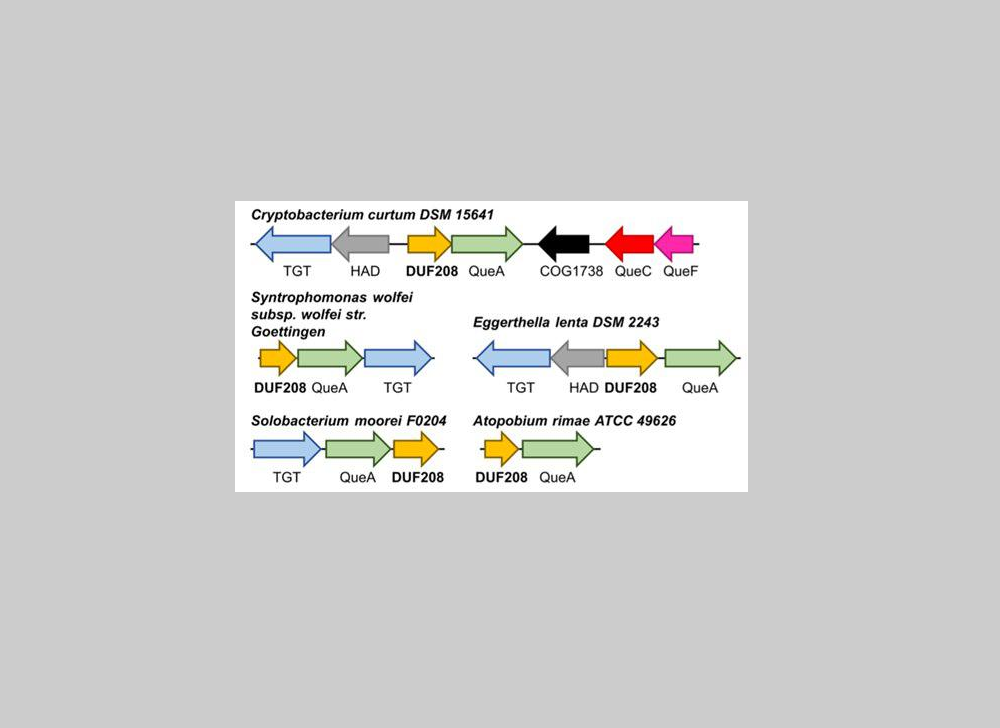 Cryptobacterium curtum DSM 15641
TGT HAD DUF208 QueA COG1738 QueC QueF
Syntrophomonas wolfei
subsp. wolfei str.
Goettingen
DUF208 QueA TGT
Eggerthella lenta DSM 2243
TGT HAD DUF208 QueA
Solobacterium moorei F0204
TGT QueA DUF208
Atopobium rimae ATCC 49626
DUF208 QueA